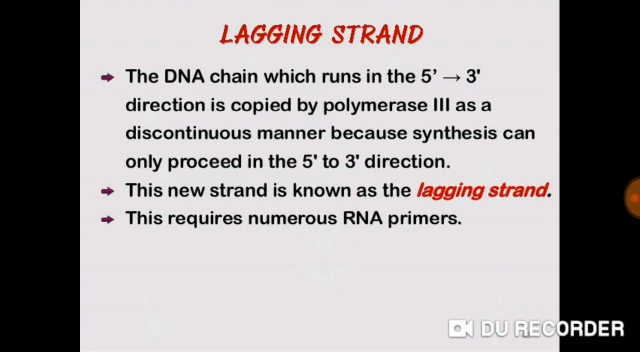 LAGGING STRAND
The DNA chain which runs in the 5' → 3'
direction is copied by polymerase III as a
discontinuous manner because synthesis can
only proceed in the 5' to 3' direction.
This new strand is known as the lagging strand.
This requires numerous RNA primers.
DU RECORDER